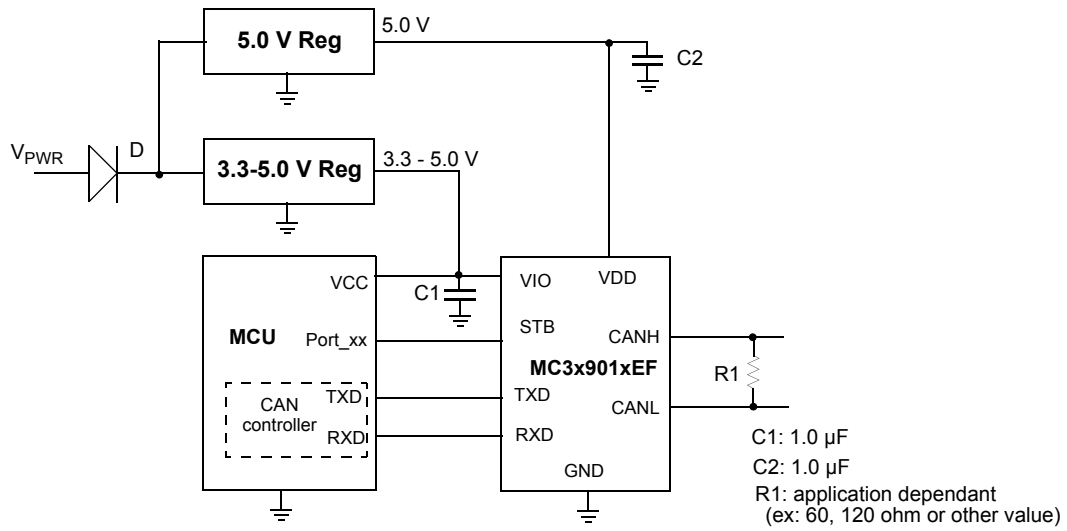 5.0 V Reg
5.0 V
C2
VPWR
D
3.3-5.0 V Reg
3.3 - 5.0 V
VCC
C1
VIO
VDD
MCU
Port_xx
STB
CANH
MC3x901xEF
R1
CAN
controller
TXD
TXD
CANL
RXD
RXD
GND
C1: 1.0 µF
C2: 1.0 µF
R1: application dependant
(ex: 60, 120 ohm or other value)